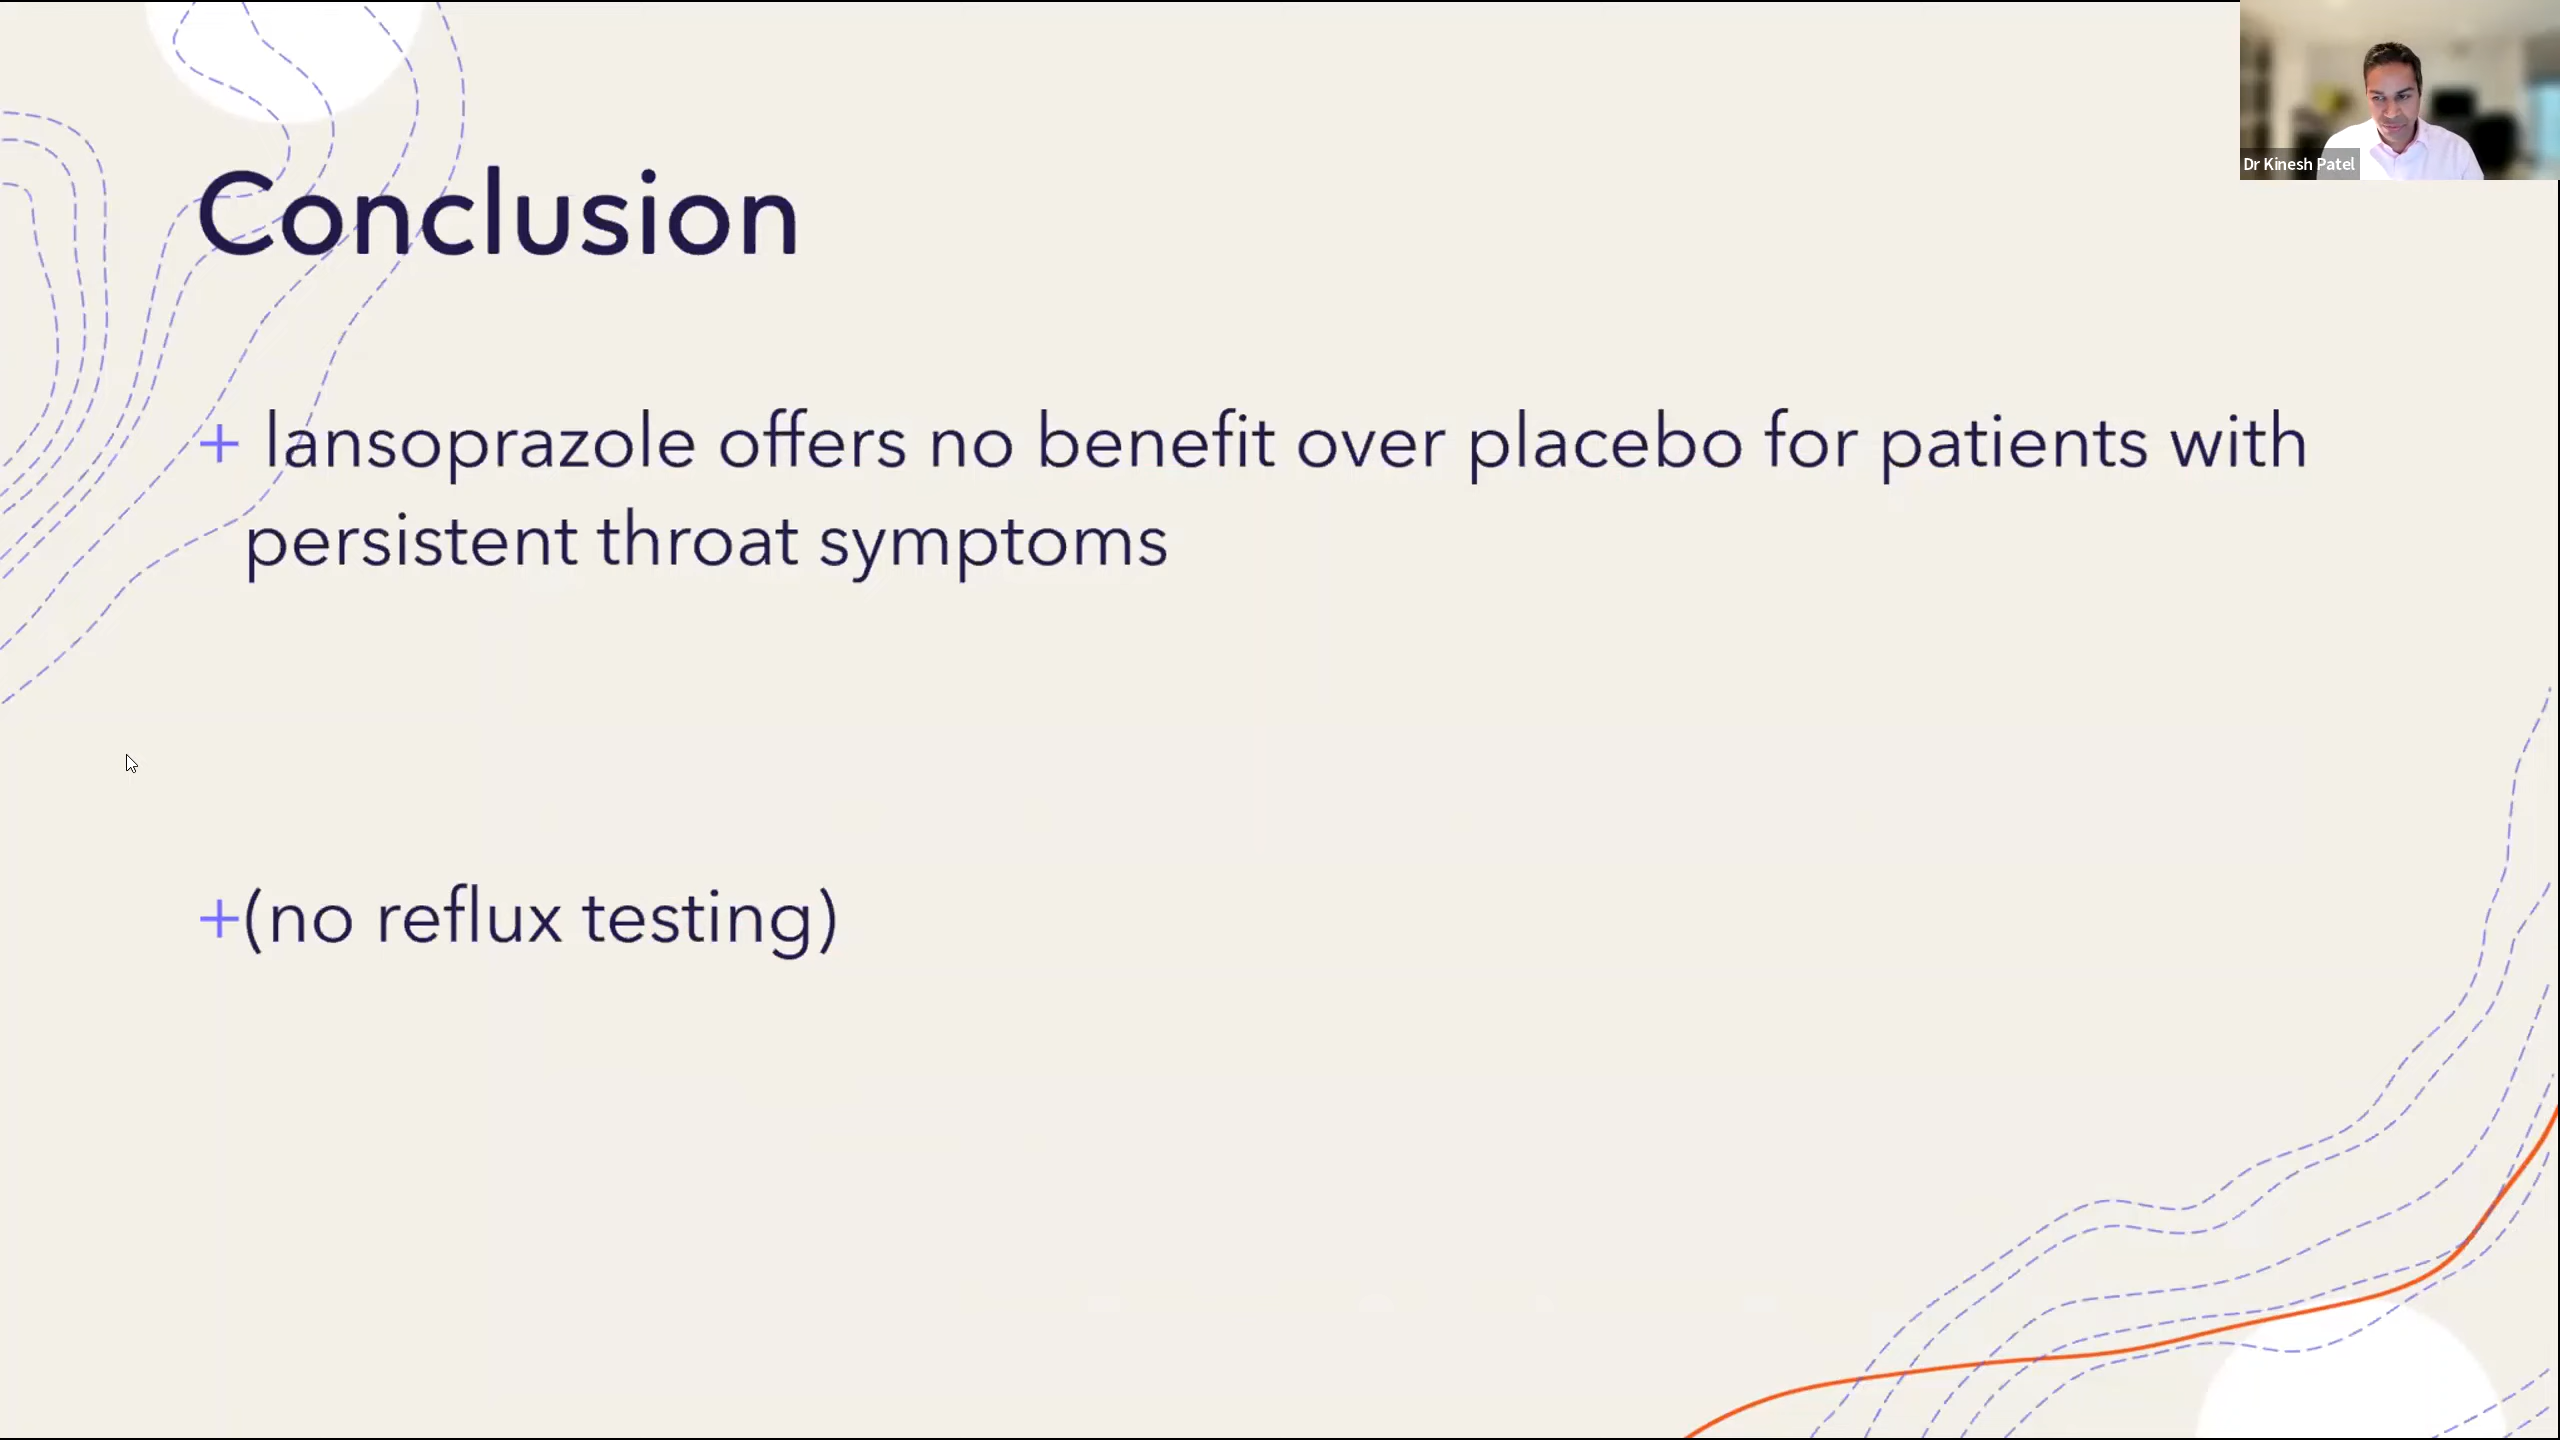 Dr Kinesh Patel
Conclusion
+ lansoprazole offers no benefit over placebo for patients with
persistent throat symptoms
+(no reflux testing)